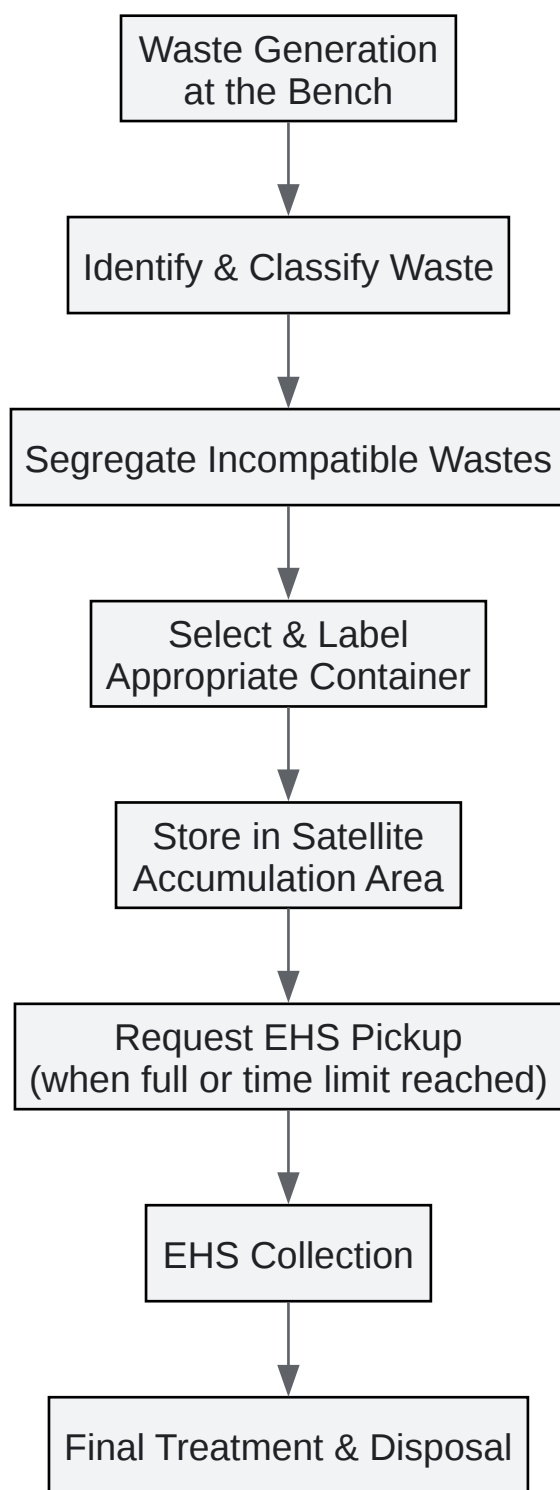 Waste Generation
at the Bench
Identify & Classify Waste
Segregate Incompatible Wastes
Select & Label
Appropriate Container
Store in Satellite
Accumulation Area
Request EHS Pickup
(when full or time limit reached)
EHS Collection
Final Treatment & Disposal